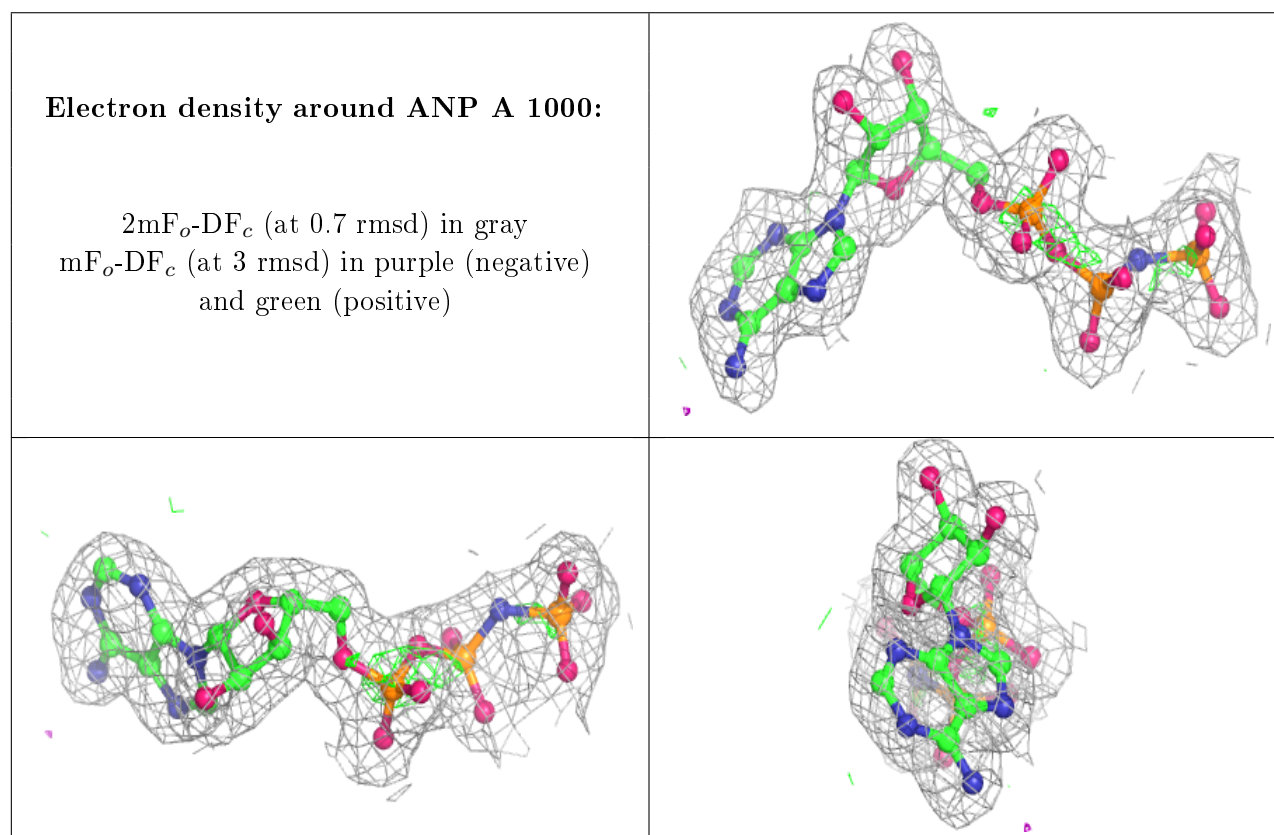 Electron density around ANP A 1000:
2mFo-DFc (at 0.7 rmsd) in gray
mFo-DFc (at 3 rmsd) in purple (negative)
and green (positive)